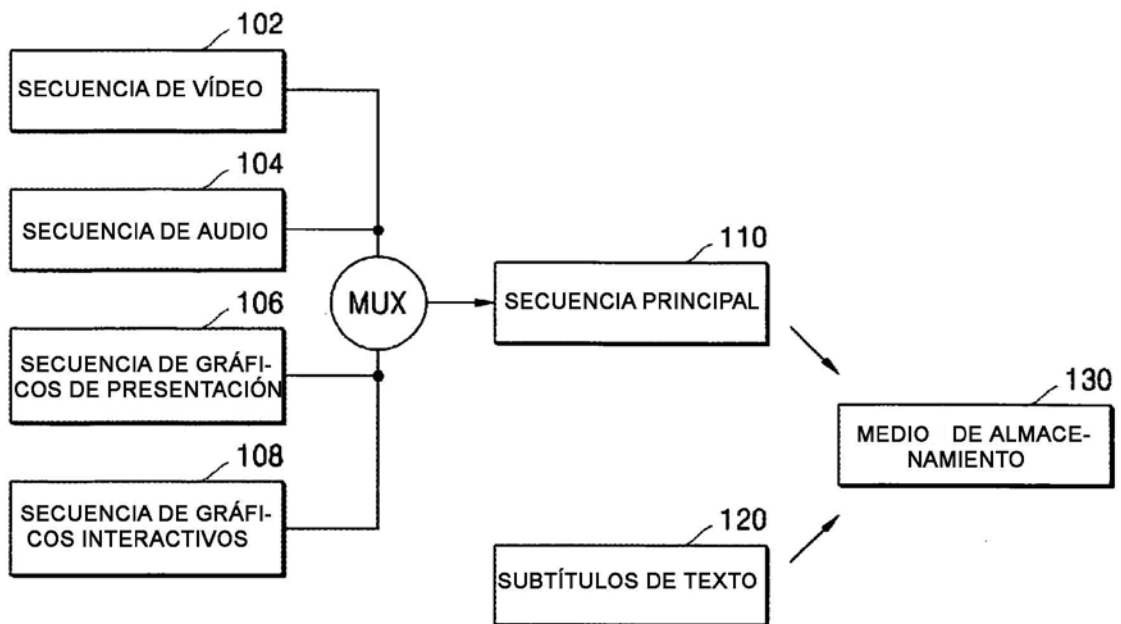 102
SECUENCIA DE VÍDEO
104
SECUENCIA DE AUDIO
110
MUX
SECUENCIA PRINCIPAL
106
SECUENCIA DE GRÁFI-
COS DE PRESENTACIÓN
130
MEDIO DE ALMACE-
NAMIENTO
108
SECUENCIA DE GRÁFI-
COS INTERACTIVOS
120
SUBTÍTULOS DE TEXTO